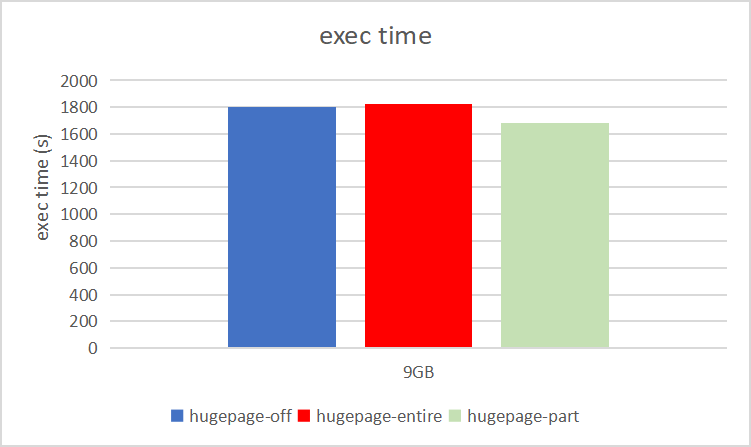 exec time
exec time (s)
2000
1800
1600
1400
1200
1000
800
600
400
200
0
9GB
hugepage-off hugepage-entire hugepage-part